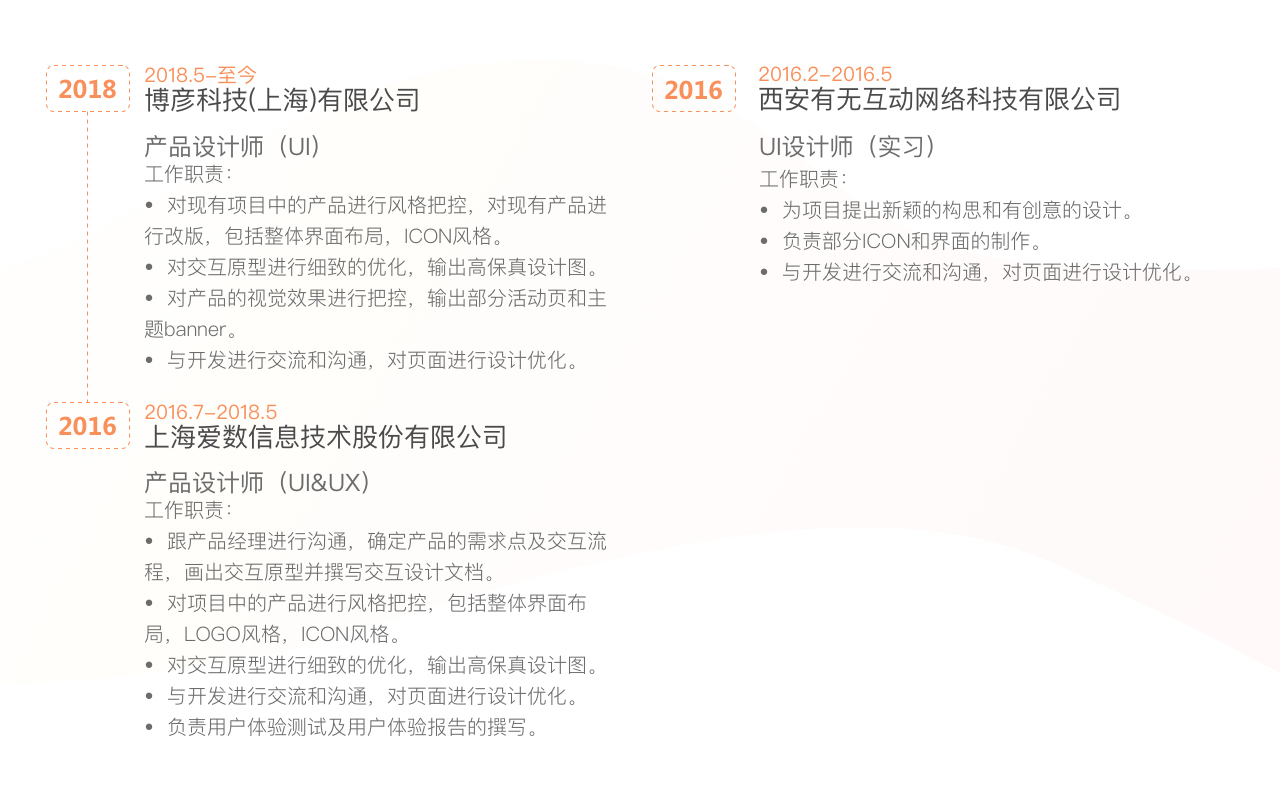 2018
2018.5-至今
博彦科技(上海)有限公司
产品设计师（UI）
工作职责：
• 对现有项目中的产品进行风格把控，对现有产品进
行改版，包括整体界面布局，ICON风格。
• 对交互原型进行细致的优化，输出高保真设计图。
• 对产品的视觉效果进行把控，输出部分活动页和主
题banner。
• 与开发进行交流和沟通，对页面进行设计优化。
2016
2016.7-2018.5
上海爱数信息技术股份有限公司
产品设计师（UI&UX）
工作职责：
• 跟产品经理进行沟通，确定产品的需求点及交互流
程，画出交互原型并撰写交互设计文档。
• 对项目中的产品进行风格把控，包括整体界面布
局，LOGO风格，ICON风格。
• 对交互原型进行细致的优化，输出高保真设计图。
• 与开发进行交流和沟通，对页面进行设计优化。
• 负责用户体验测试及用户体验报告的撰写。
2016
2016.2-2016.5
西安有无互动网络科技有限公司
UI设计师（实习）
工作职责：
• 为项目提出新颖的构思和有创意的设计。
• 负责部分ICON和界面的制作。
• 与开发进行交流和沟通，对页面进行设计优化。